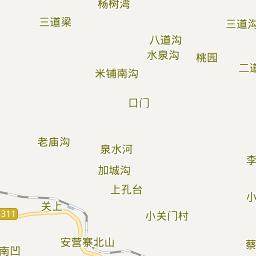 杨树湾
三道梁
三道沟
八道沟
水泉沟
桃园
二道
米铺南沟
口门
老庙沟
泉水河
李
加城沟
上孔台
小
关上
311
小关门村
安营寨北山
南凹
蔡